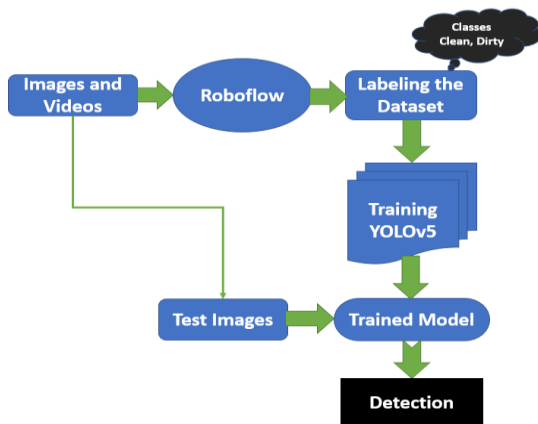 Classes
Clean, Dirty
Images and
Videos
Roboflow
Labeling the
Dataset
Training
YOLOv5
Test Images
Trained Model
Detection